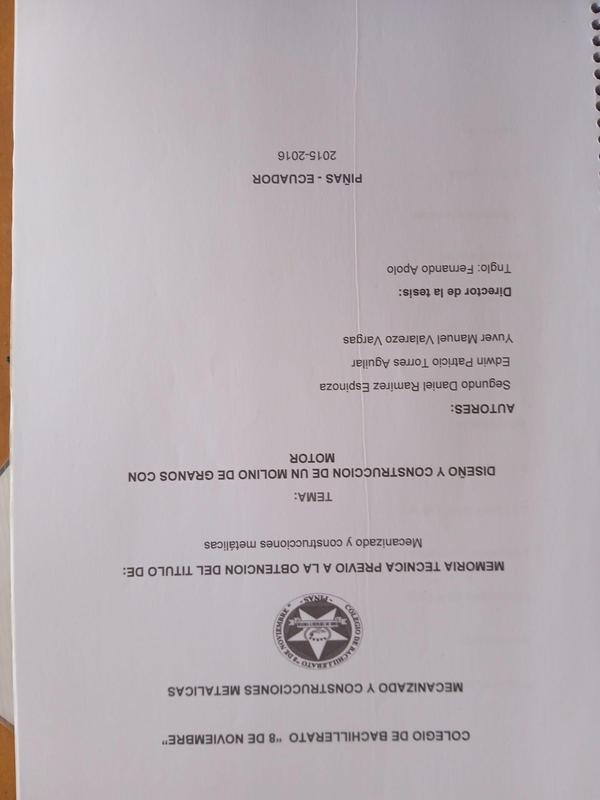 COLEGIO DE BACHILLERATO "8 DE NOVIEMBRE"
MECANIZADO Y CONSTRUCCIONES METALICAS
COLEGIO DE BACHILLERATO "8 DE NOVIEMBRE"
- PIÑAS -
MEMORIA TECNICA PREVIO A LA OBTENCION DEL TITULO DE:
Mecanizado y construcciones metálicas
TEMA:
DISEÑO Y CONSTRUCCION DE UN MOLINO DE GRANOS CON
MOTOR
AUTORES:
Segundo Daniel Ramírez Espinoza
Edwin Patricio Torres Aguilar
Yuver Manuel Valarezo Vargas
Director de la tesis:
Tnglo: Fernando Apolo
PIÑAS - ECUADOR
2015-2016